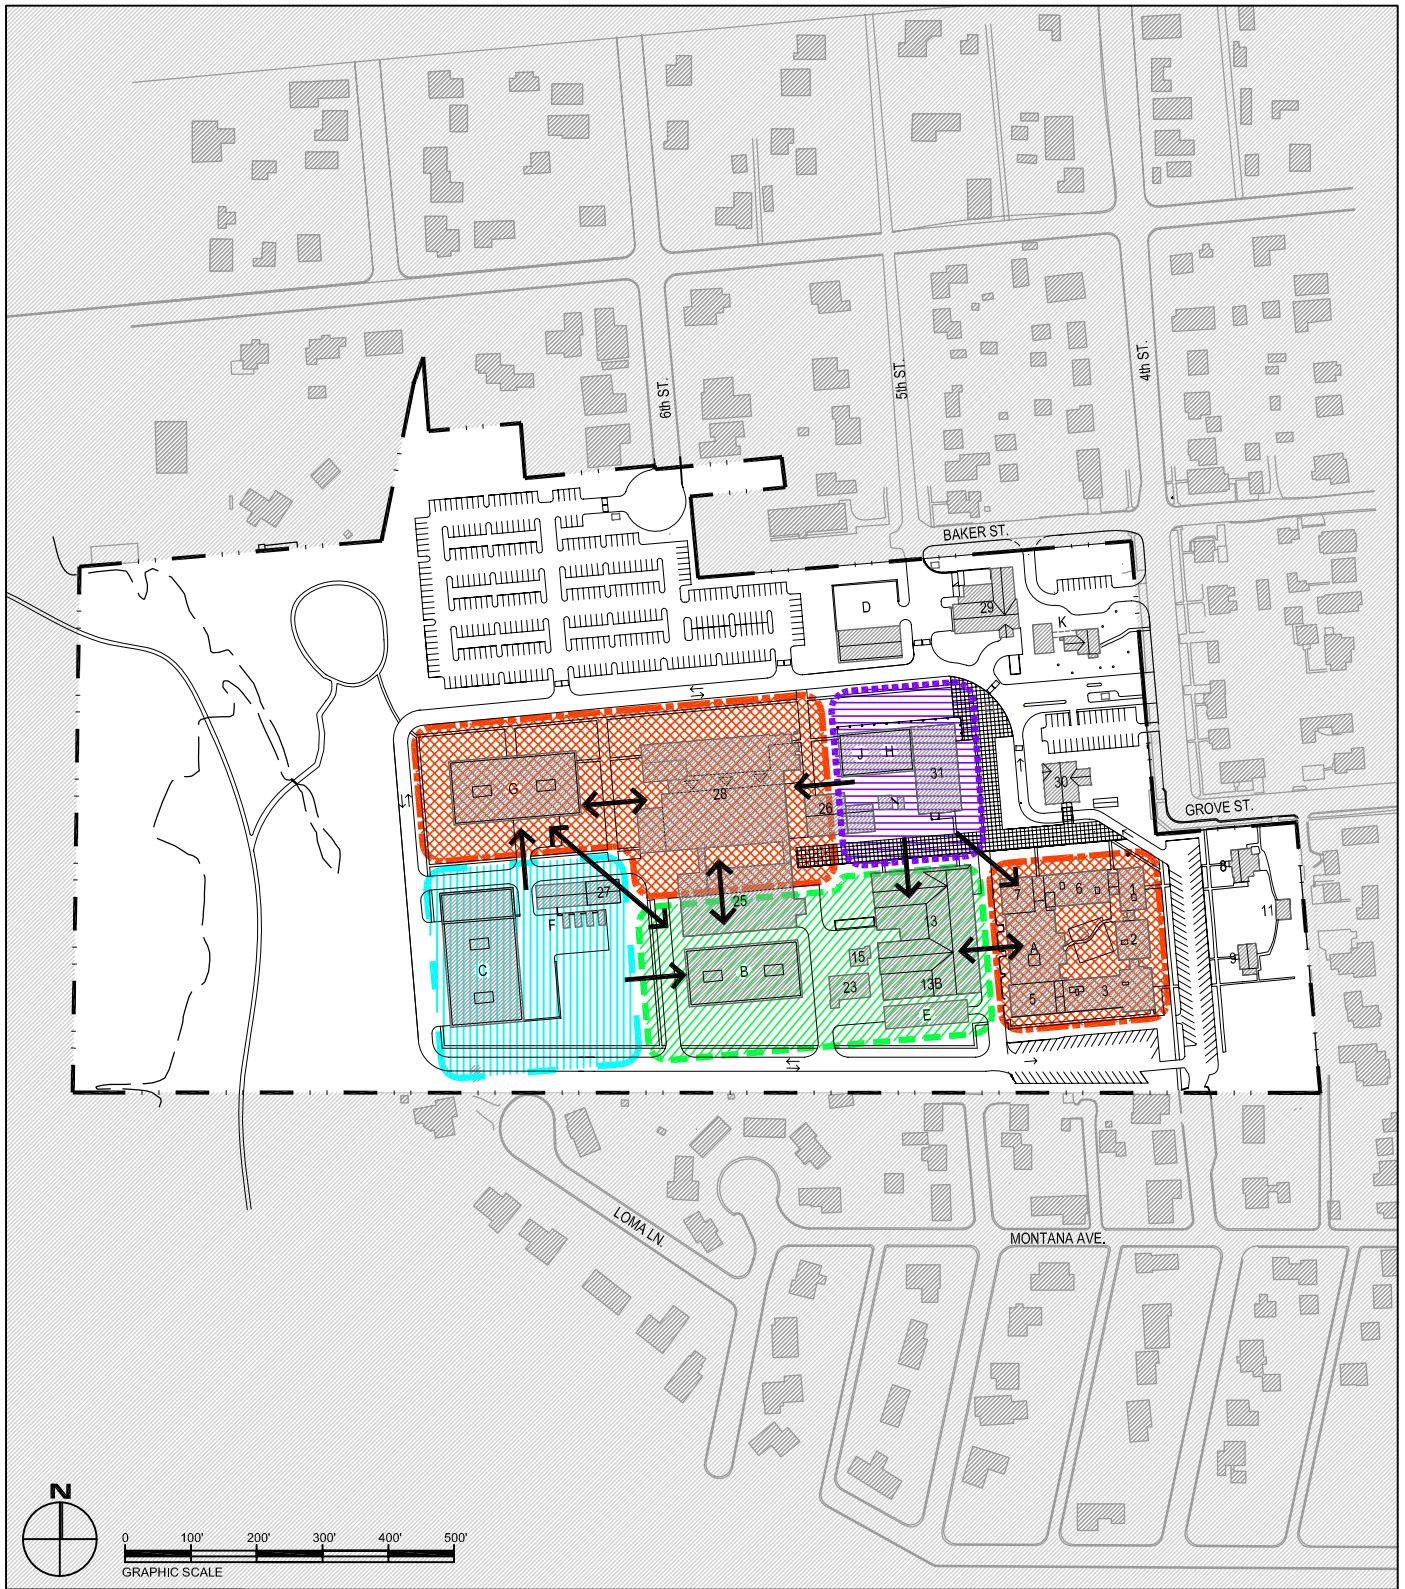 4th ST.
5th ST.
6th ST.
BAKER ST.
D
29
K
J H
31
30
G
28
26
GROVE ST.
8
11
9
27
F
25
7
6
1
2
13
A
C
B
15
23
13B
3
5
E
LOMA LN.
MONTANA AVE.
N
0 100' 200' 300' 400' 500'
GRAPHIC SCALE